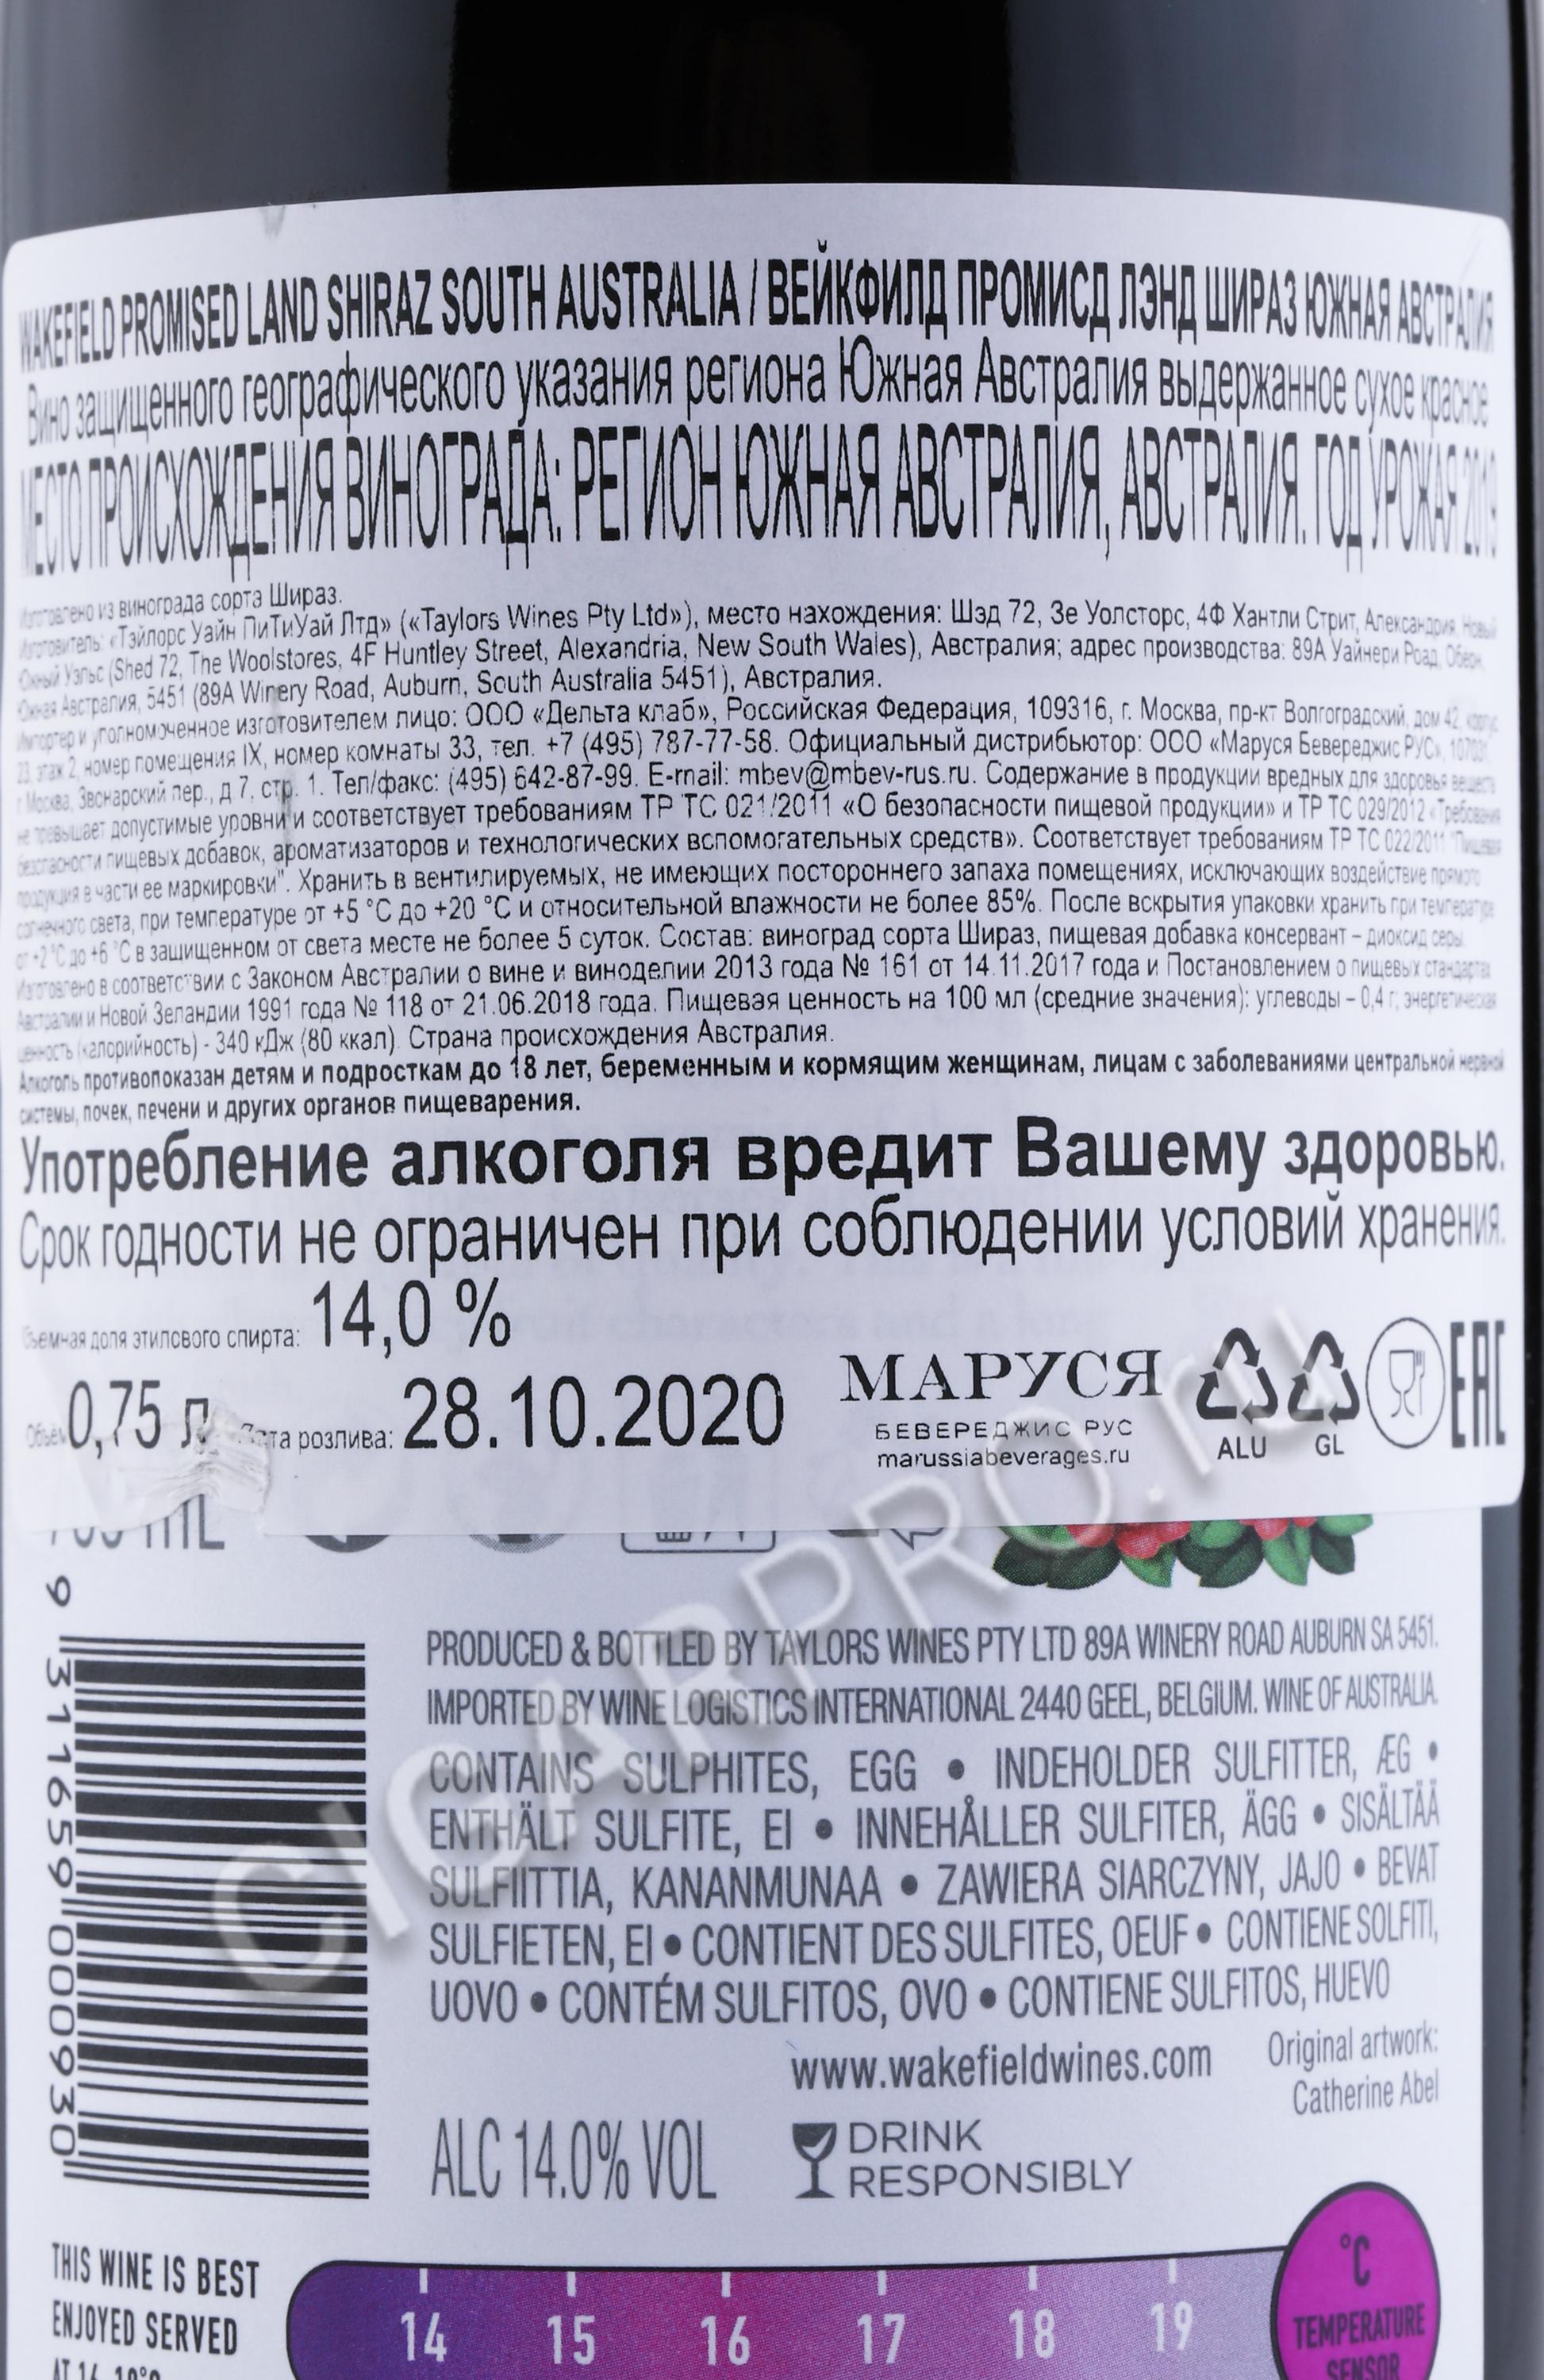 WAKEFIELD PROMISED LAND SHIRAZ SOUTH AUSTRALIA / ВЕЙКФИЛД ПРОМИСД ЛЭНД ШИРАЗ ЮЖНАЯ АВСТРАЛИЯ
Вино защищенного географического указания региона Южная Австралия выдержанное сухое красное
МЕСТО ПРОИСХОЖДЕНИЯ ВИНОГРАДА: РЕГИОН ЮЖНАЯ АВСТРАЛИЯ, АВСТРАЛИЯ. ГОД УРОЖАЯ 2019
Изготовлено из винограда сорта Шираз.
Изготовитель: «Тэйлорс Уайн ПиТиУай Лтд» («Taylors Wines Pty Ltd»), место нахождения: Шэд 72, Зе Уолсторс, 4Ф Хантли Стрит, Александрия, Новый
Южный Уэльс (Shed 72, The Woolstores, 4F Huntley Street, Alexandria, New South Wales), Австралия; адрес производства: 89А Уайнери Роад, Оберн,
Южная Австралия, 5451 (89A Winery Road, Auburn, South Australia 5451), Австралия.
Импортер и уполномоченное изготовителем лицо: ООО «Дельта клаб», Российская Федерация, 109316, г. Москва, пр-кт Волгоградский, дом 42, корпус
23, этаж 2, номер помещения IX, номер комнаты 33, тел. +7 (495) 787-77-58. Официальный дистрибьютор: ООО «Маруся Бевереджис РУС», 107031,
г. Москва, Звонарский пер., д 7, стр. 1. Тел/факс: (495) 642-87-99. E-mail: mbev@mbev-rus.ru. Содержание в продукции вредных для здоровья веществ
не превышает допустимые уровни и соответствует требованиям ТР ТС 021/2011 «О безопасности пищевой продукции» и ТР ТС 029/2012 «Требования
безопасности пищевых добавок, ароматизаторов и технологических вспомогательных средств». Соответствует требованиям ТР ТС 022/2011 "Пищевая
продукция в части ее маркировки". Хранить в вентилируемых, не имеющих постороннего запаха помещениях, исключающих воздействие прямого
солнечного света, при температуре от +5 °С до +20 °С и относительной влажности не более 85%. После вскрытия упаковки хранить при температуре
от +2 °С до +6 °С в защищенном от света месте не более 5 суток. Состав: виноград сорта Шираз, пищевая добавка консервант – диоксид серы.
Изготовлено в соответствии с Законом Австралии о вине и виноделии 2013 года № 161 от 14.11.2017 года и Постановлением о пищевых стандартах
Австралии и Новой Зеландии 1991 года № 118 от 21.06.2018 года. Пищевая ценность на 100 мл (средние значения): углеводы – 0,4 г; энергетическая
ценность (калорийность) - 340 кДж (80 ккал). Страна происхождения Австралия.
Алкоголь противопоказан детям и подросткам до 18 лет, беременным и кормящим женщинам, лицам с заболеваниями центральной нервной
системы, почек, печени и других органов пищеварения.
Употребление алкоголя вредит Вашему здоровью.
Срок годности не ограничен при соблюдении условий хранения.
Объемная доля этилового спирта: 14,0 %
Объём 0,75 л Дата розлива: 28.10.2020
МАРУСЯ
БЕВЕРЕДЖИС РУС
marussiabeverages.ru
ALU GL EAC
9 311659 000930
PRODUCED & BOTTLED BY TAYLORS WINES PTY LTD 89A WINERY ROAD AUBURN SA 5451.
IMPORTED BY WINE LOGISTICS INTERNATIONAL 2440 GEEL, BELGIUM. WINE OF AUSTRALIA.
CONTAINS SULPHITES, EGG • INDEHOLDER SULFITTER, ÆG •
ENTHÄLT SULFITE, EI • INNEHÅLLER SULFITER, ÄGG • SISÄLTÄÄ
SULFIITTIA, KANANMUNAA • ZAWIERA SIARCZYNY, JAJO • BEVAT
SULFIETEN, EI • CONTIENT DES SULFITES, OEUF • CONTIENE SOLFITI,
UOVO • CONTÉM SULFITOS, OVO • CONTIENE SULFITOS, HUEVO
www.wakefieldwines.com
Original artwork:
Catherine Abel
ALC 14.0% VOL
DRINK
RESPONSIBLY
THIS WINE IS BEST
ENJOYED SERVED
14 15 16 17 18 19
°C
TEMPERATURE
SENSOR
CIGARPRO.ru